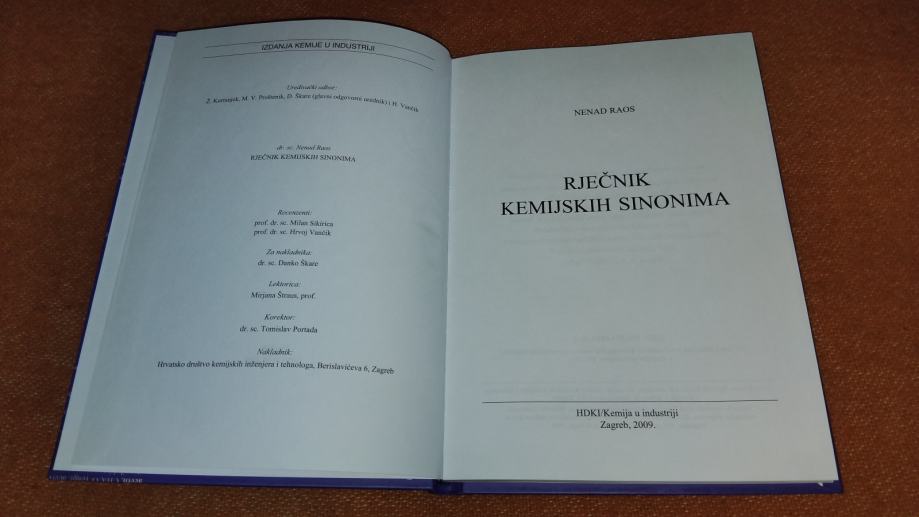 IZDANJA KEMIJE U INDUSTRIJI
Uređivački odbor:
Ž. Kurtanjek, M. V. Proštenik, D. Škare (glavni odgovorni urednik) i H. Vančik
dr. sc. Nenad Raos
RJEČNIK KEMIJSKIH SINONIMA
Recenzenti:
prof. dr. sc. Milan Sikirica
prof. dr. sc. Hrvoj Vančik
Za nakladnika:
dr. sc. Danko Škare
Lektorica:
Mirjana Štraus, prof.
Korektor:
dr. sc. Tomislav Portada
Nakladnik:
Hrvatsko društvo kemijskih inženjera i tehnologa, Berislavićeva 6, Zagreb
NENAD RAOS
RJEČNIK
KEMIJSKIH SINONIMA
HDKI/Kemija u industriji
Zagreb, 2009.